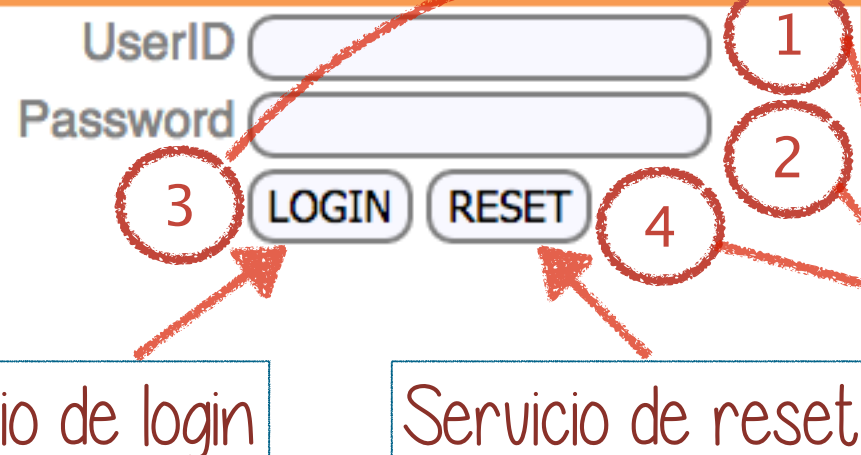 UserID 1
Password 2
3 LOGIN RESET 4
io de login Servicio de reset